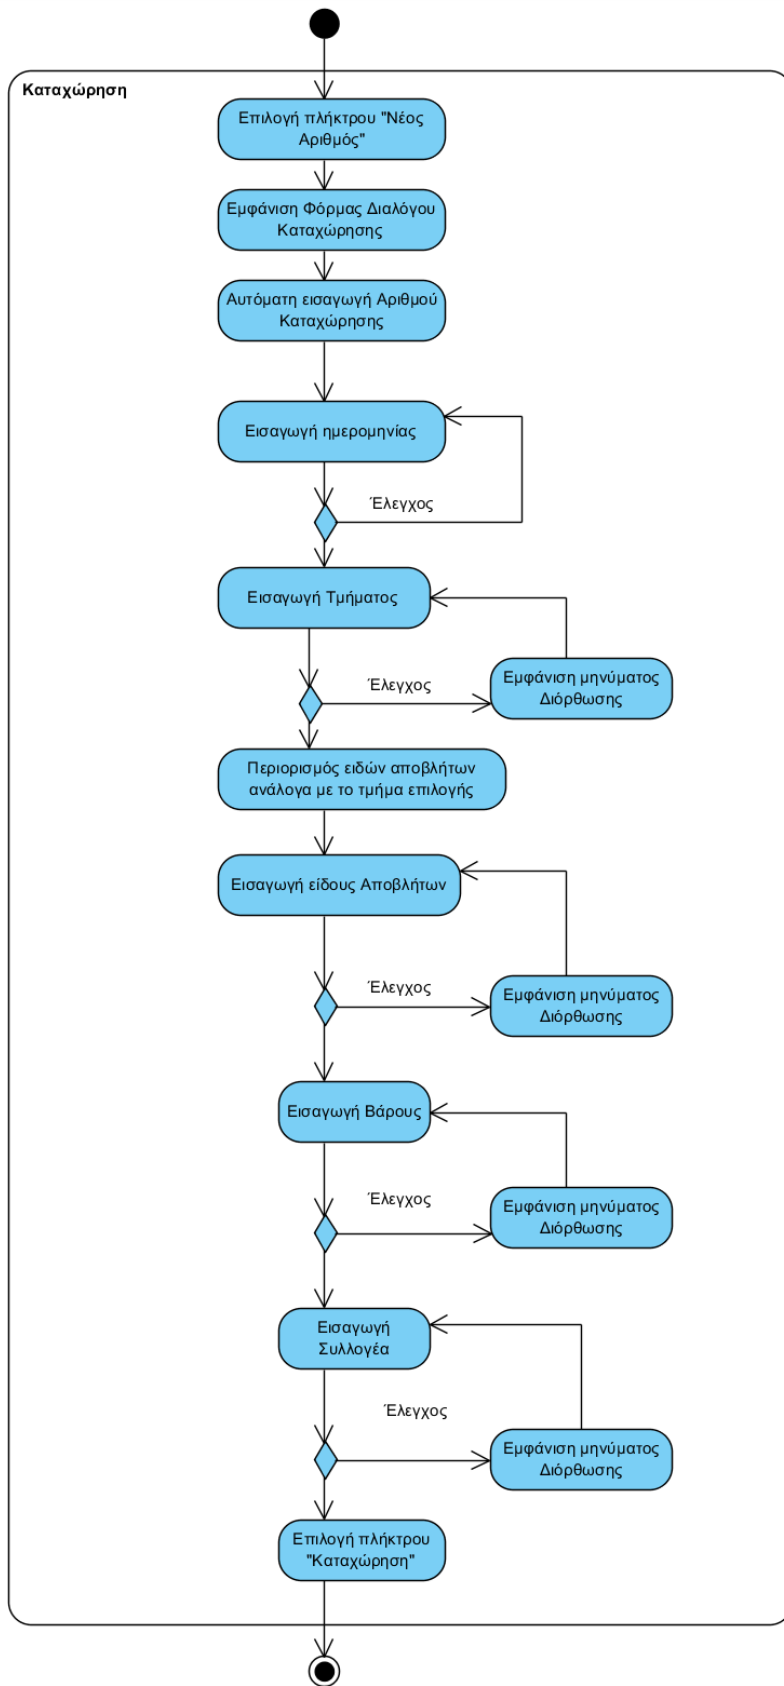 Καταχώρηση
Επιλογή πλήκτρου "Νέος
Αριθμός"
Εμφάνιση Φόρμας Διαλόγου
Καταχώρησης
Αυτόματη εισαγωγή Αριθμού
Καταχώρησης
Εισαγωγή ημερομηνίας
Έλεγχος
Εισαγωγή Τμήματος
Έλεγχος
Εμφάνιση μηνύματος
Διόρθωσης
Περιορισμός ειδών αποβλήτων
ανάλογα με το τμήμα επιλογής
Εισαγωγή είδους Αποβλήτων
Έλεγχος
Εμφάνιση μηνύματος
Διόρθωσης
Εισαγωγή Βάρους
Έλεγχος
Εμφάνιση μηνύματος
Διόρθωσης
Εισαγωγή
Συλλογέα
Έλεγχος
Εμφάνιση μηνύματος
Διόρθωσης
Επιλογή πλήκτρου
"Καταχώρηση"